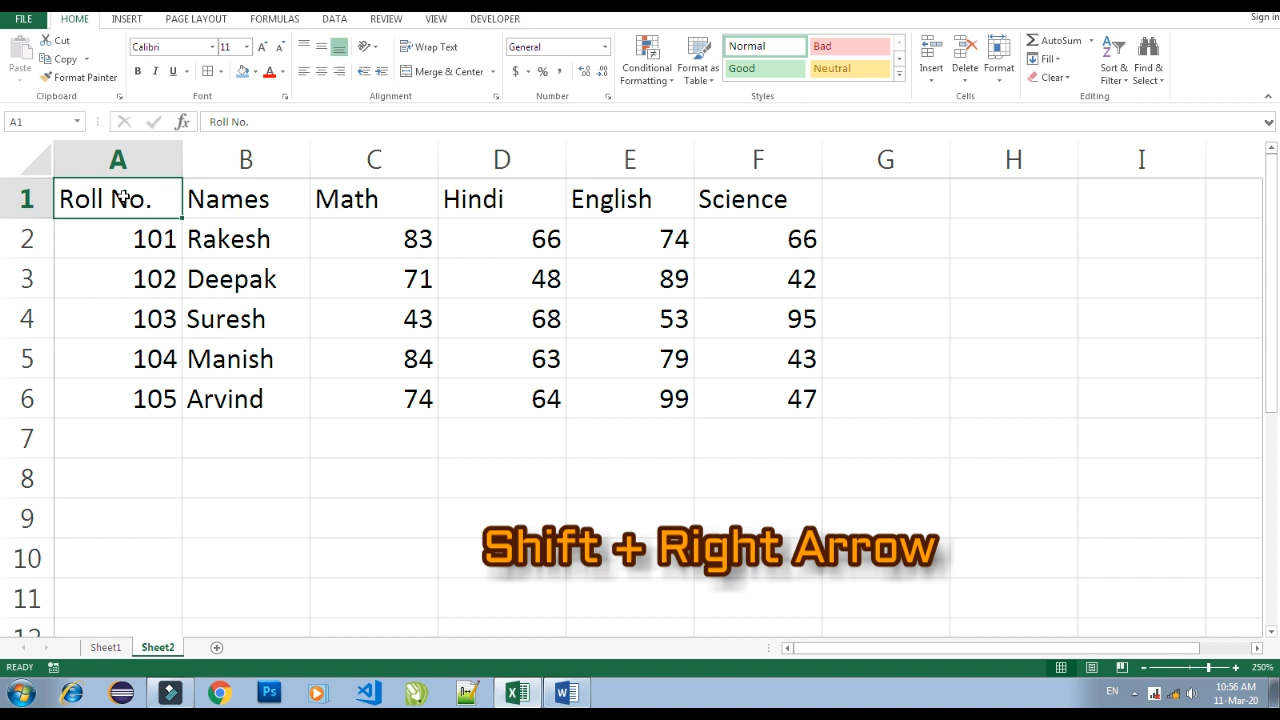 FILE HOME INSERT PAGE LAYOUT FORMULAS DATA REVIEW VIEW DEVELOPER Sign in
Paste
Cut
Copy
Format Painter
Clipboard
Calibri 11
B I U
Font
Wrap Text
Merge & Center
Alignment
General
$ % ,
Number
Conditional Formatting
Format as Table
Normal Bad
Good Neutral
Styles
Insert Delete Format
Cells
AutoSum
Fill
Clear
Sort & Filter
Find & Select
Editing
A1 fx Roll No.
A B C D E F G H I
1 Roll No. Names Math Hindi English Science
2 101 Rakesh 83 66 74 66
3 102 Deepak 71 48 89 42
4 103 Suresh 43 68 53 95
5 104 Manish 84 63 79 43
6 105 Arvind 74 64 99 47
7
8
9
10
11
12
Shift + Right Arrow
Sheet1 Sheet2
READY 250%
Ps
EN 10:56 AM
11-Mar-20